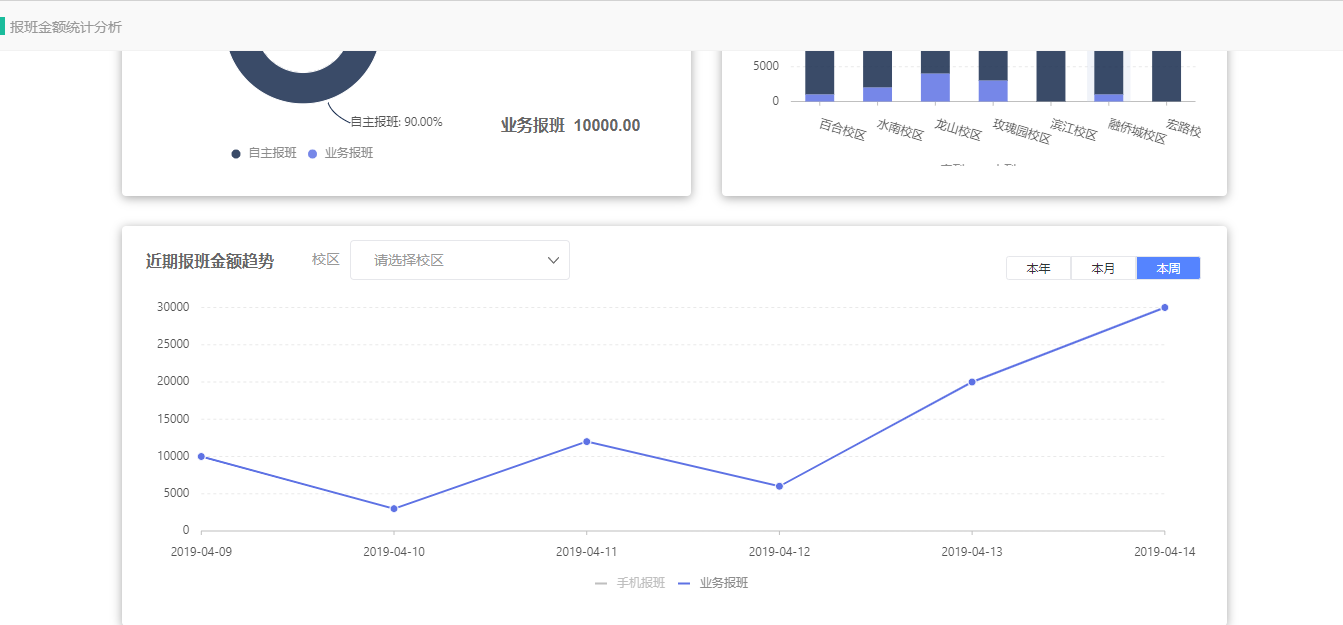 报班金额统计分析
自主报班: 90.00%
业务报班 10000.00
自主报班 业务报班
5000
0
百合校区 水南校区 龙山校区 玫瑰园校区 滨江校区 融侨城校区 宏路校
近期报班金额趋势 校区 请选择校区 本年 本月 本周
30000
25000
20000
15000
10000
5000
0
2019-04-09 2019-04-10 2019-04-11 2019-04-12 2019-04-13 2019-04-14
手机报班 业务报班